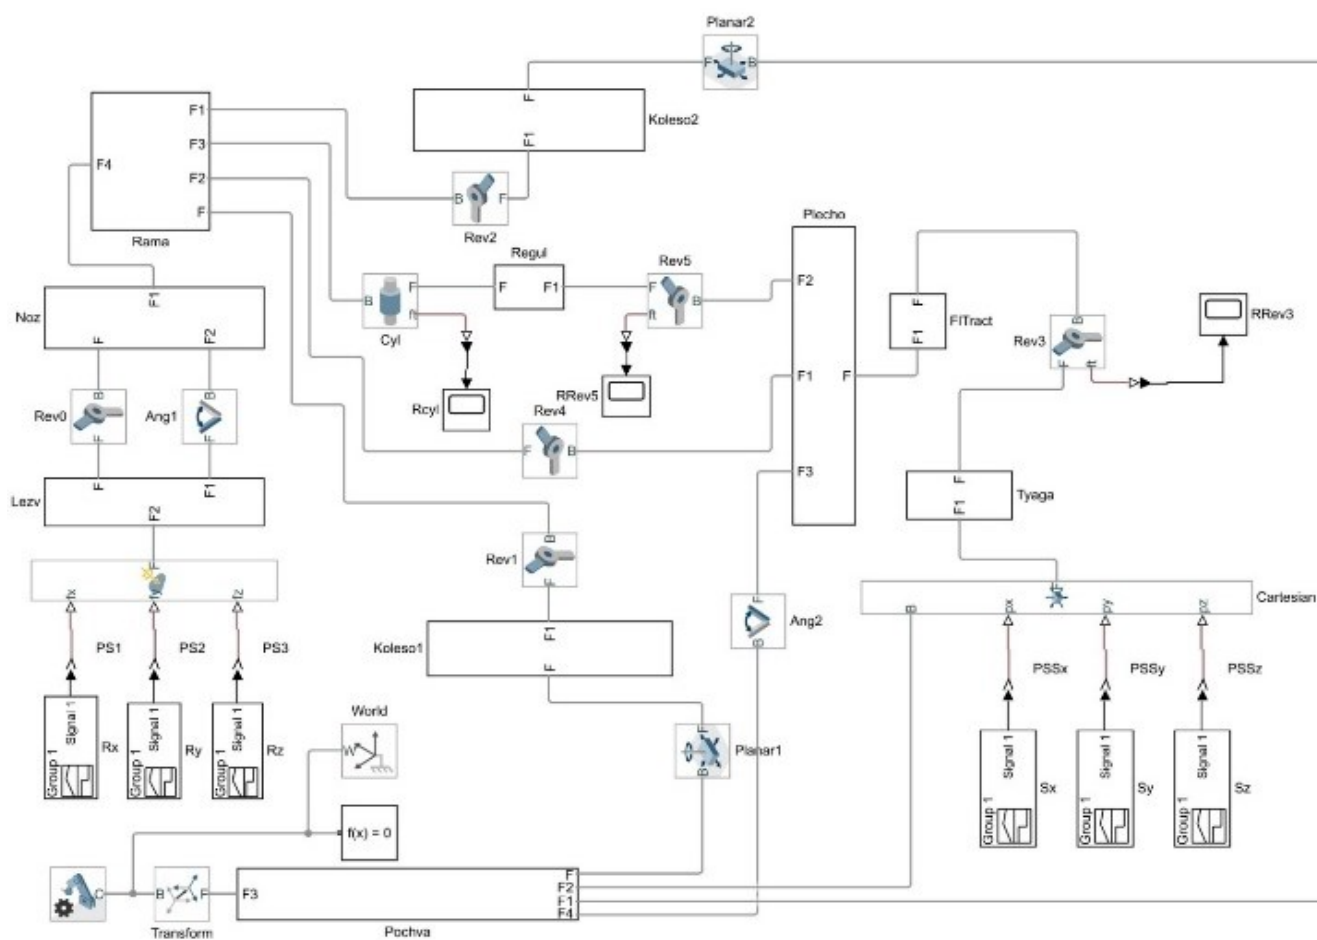 Planar2
F B
F
Koleso2
F1
F1
F3
F4
F2
F
Rama
B F
Rev2
Plecho
Regul
Rev5
F1
Noz
F F2
B F
ft
Cyl
F F1
F B
ft
F2
F
FlTract
F1
B
Rev3
F ft
RRev3
Rcyl
RRev5
F1 F
B
Rev0
F
B
Ang1
F
Rev4
F B
F3
Lezv
F F1
F2
F
Tyaga
F1
B
Rev1
F
F
fx fy fz
F
Ang2
B
F
Cartesian
B px py pz
PS1 PS2 PS3
F1
Koleso1
F
PSSx PSSy PSSz
Signal 1
Group 1
Rx
Signal 1
Group 1
Ry
Signal 1
Group 1
Rz
World
W
F
Planar1
B
Signal 1
Group 1
Sx
Signal 1
Group 1
Sy
Signal 1
Group 1
Sz
f(x) = 0
C
B F
Transform
F3
F
F2
F1
F4
Pochva